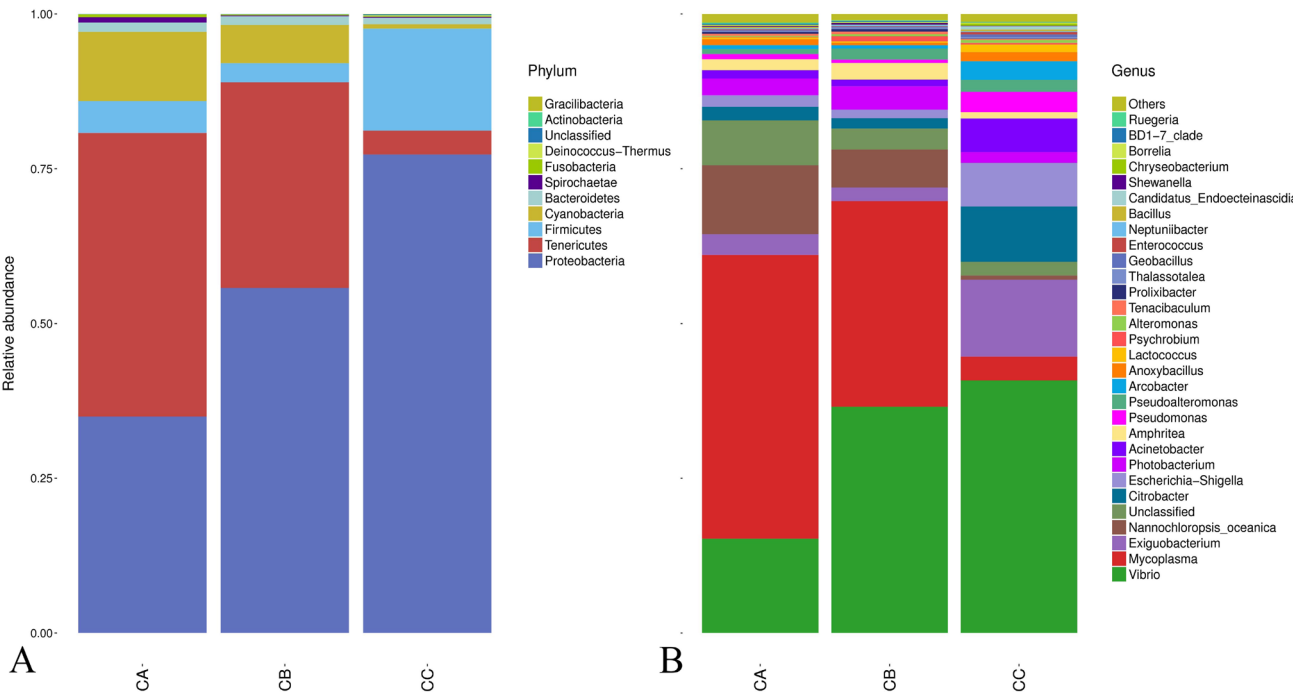 Relative abundance
1.00-
0.75-
0.50-
0.25-
0.00-
CA-
CB-
CC-
A
Phylum
Gracilibacteria
Actinobacteria
Unclassified
Deinococcus-Thermus
Fusobacteria
Spirochaetae
Bacteroidetes
Cyanobacteria
Firmicutes
Tenericutes
Proteobacteria
B
CA-
CB-
CC-
Genus
Others
Ruegeria
BD1-7_clade
Borrelia
Chryseobacterium
Shewanella
Candidatus_Endoecteinascidia
Bacillus
Neptuniibacter
Enterococcus
Geobacillus
Thalassotalea
Prolixibacter
Tenacibaculum
Alteromonas
Psychrobium
Lactococcus
Anoxybacillus
Arcobacter
Pseudoalteromonas
Pseudomonas
Amphritea
Acinetobacter
Photobacterium
Escherichia-Shigella
Citrobacter
Unclassified
Nannochloropsis_oceanica
Exiguobacterium
Mycoplasma
Vibrio